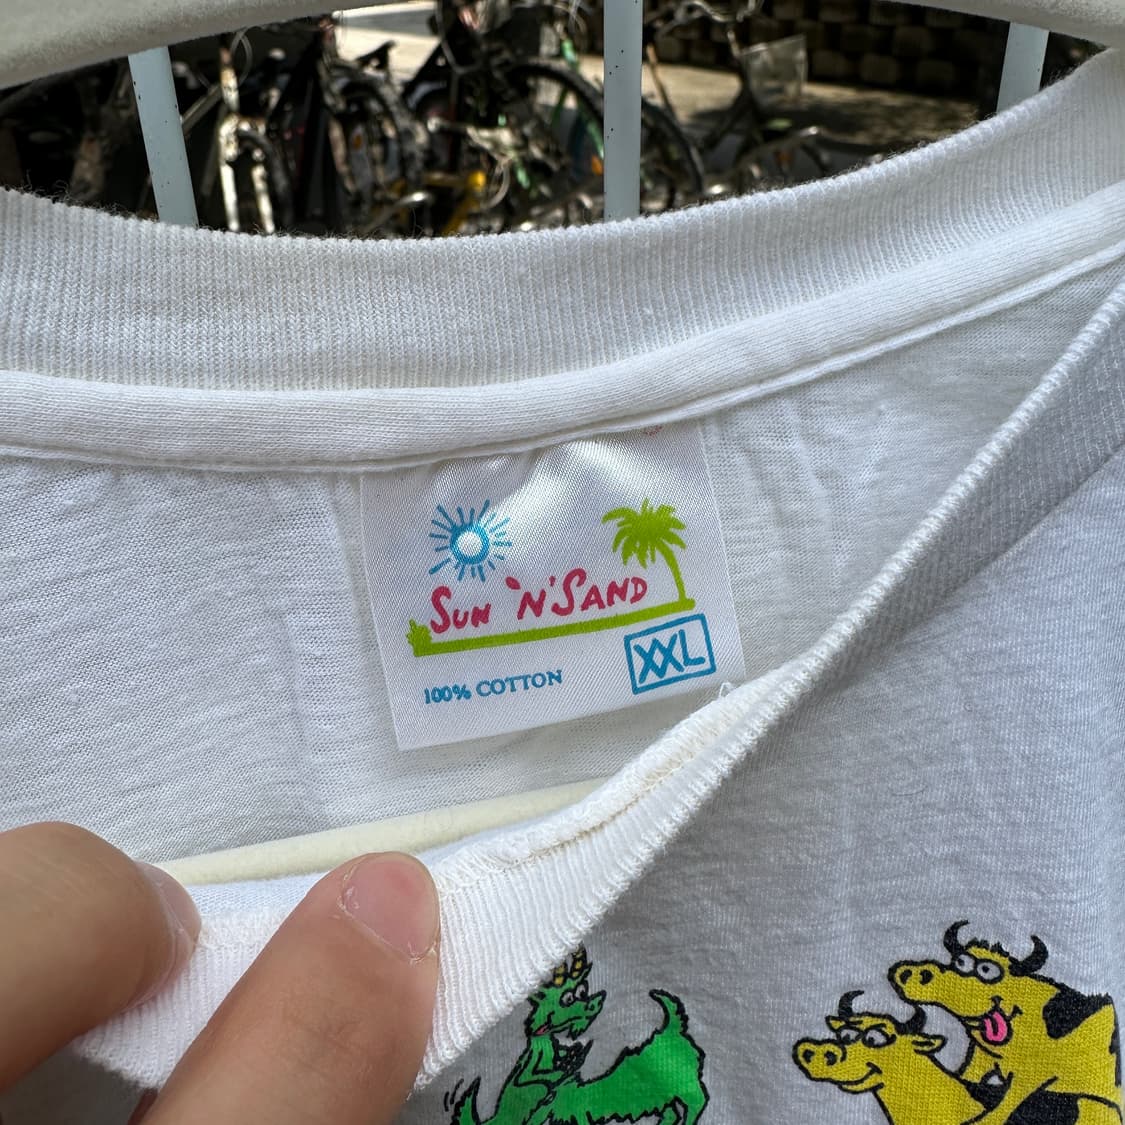 SUN 'N' SAND
XXL
100% COTTON